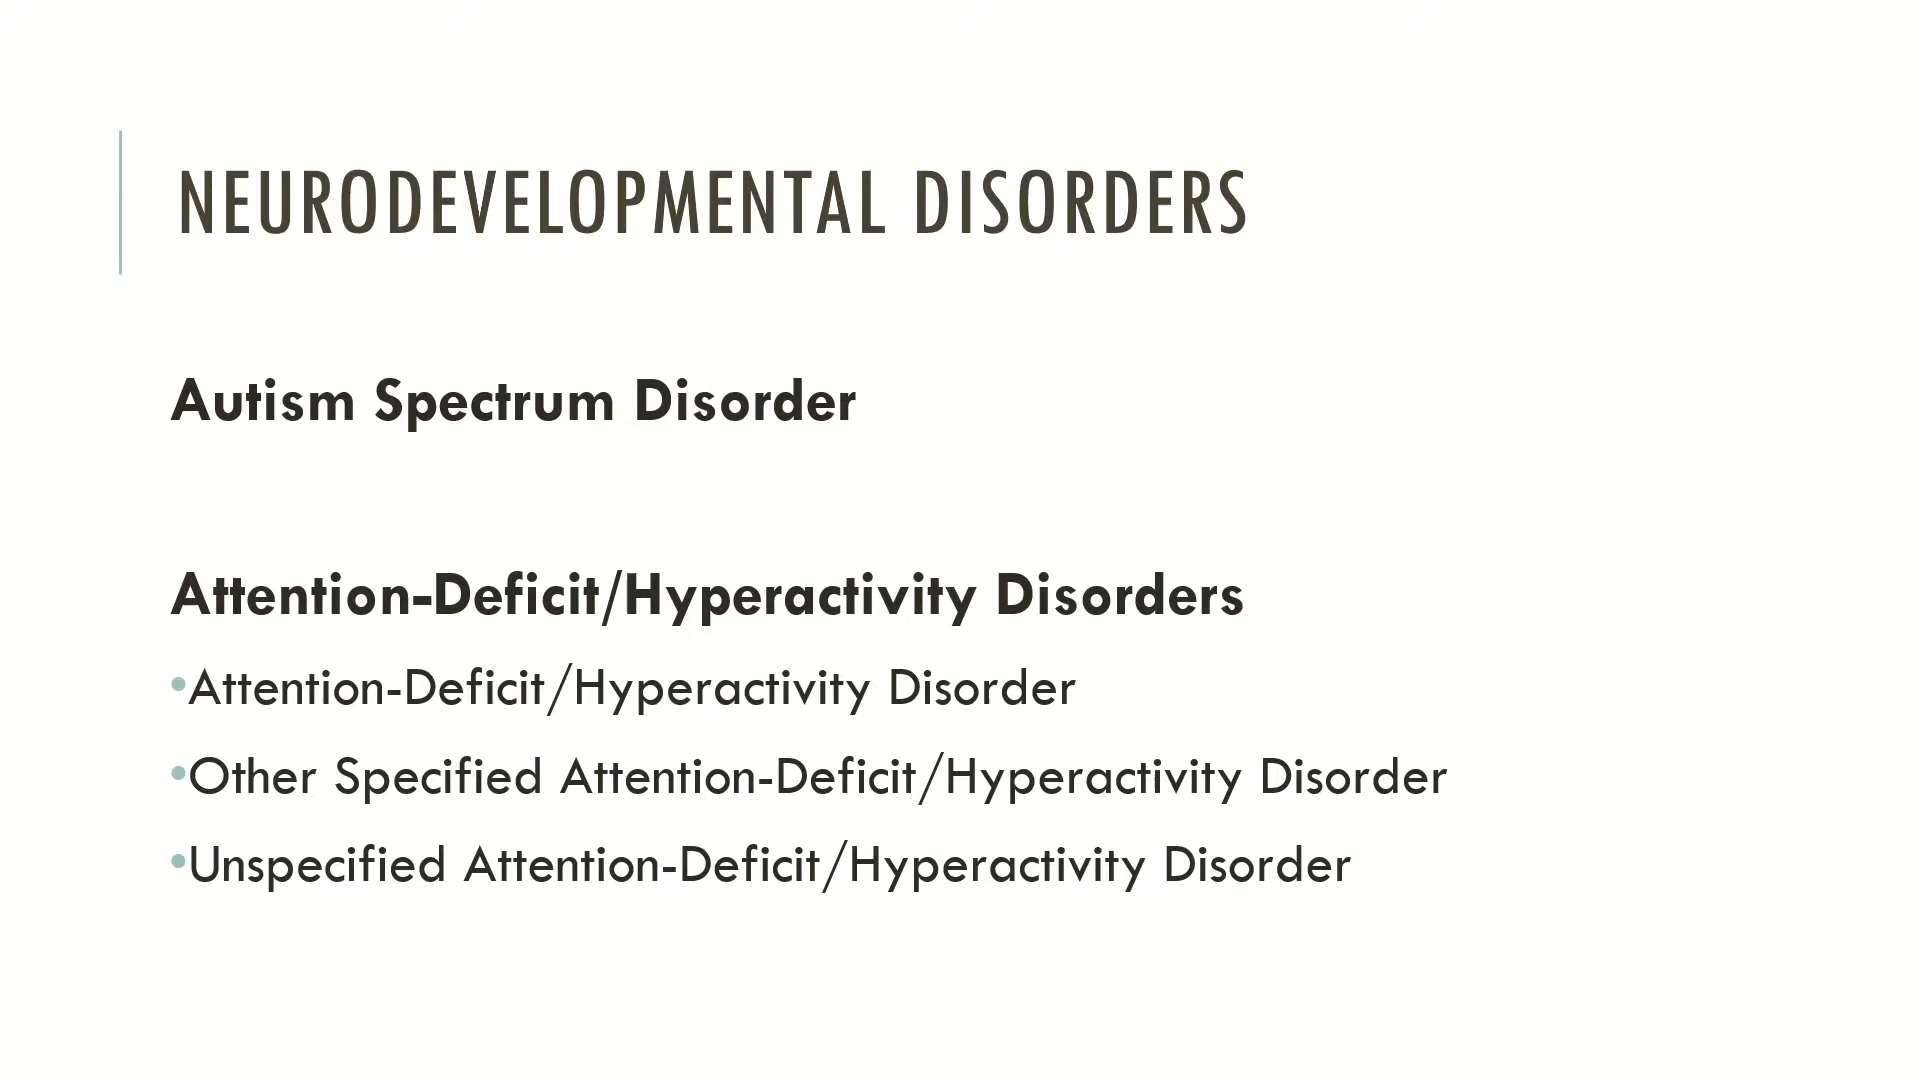 NEURODEVELOPMENTAL DISORDERS
Autism Spectrum Disorder
Attention-Deficit/Hyperactivity Disorders
•Attention-Deficit/Hyperactivity Disorder
•Other Specified Attention-Deficit/Hyperactivity Disorder
•Unspecified Attention-Deficit/Hyperactivity Disorder